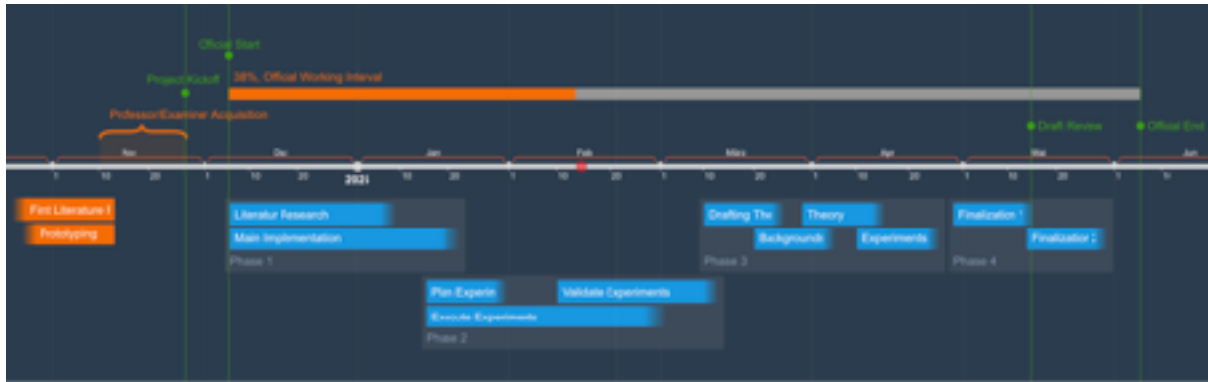 Official Start
Project Kickoff
38%, Official Working Interval
Professor/Examiner Acquisition
Draft Review
Official End
Nov Dez Jan Feb März Apr Mai Jun
1 10 20 1 10 20 10 20 1 10 20 1 10 20 1 10 20 1 10 20 1
First Literature
Prototyping
Literatur Research
Main Implementation
Phase 1
Drafting The
Theory
Backgrounds
Experiments
Phase 3
Finalization
Finalization 2
Phase 4
Plan Experim
Validate Experiments
Execute Experiments
Phase 2